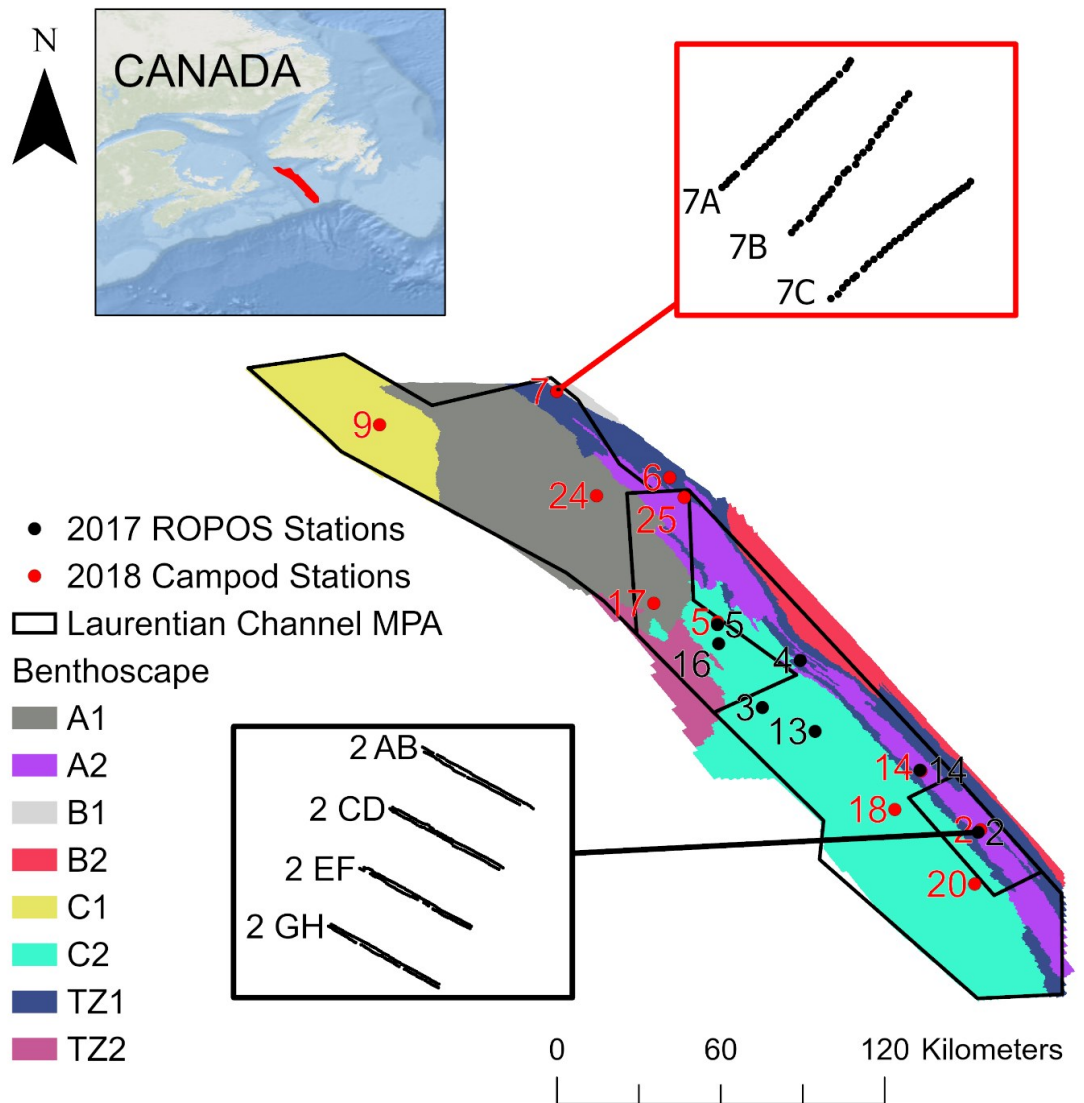 N
CANADA
7A
7B
7C
7
9
6
24
25
2017 ROPOS Stations
2018 Campod Stations
Laurentian Channel MPA
Benthoscape
A1
A2
B1
B2
C1
C2
TZ1
TZ2
17
5 5
16
4
3
13
14 14
18
2 2
20
2 AB
2 CD
2 EF
2 GH
0 60 120 Kilometers